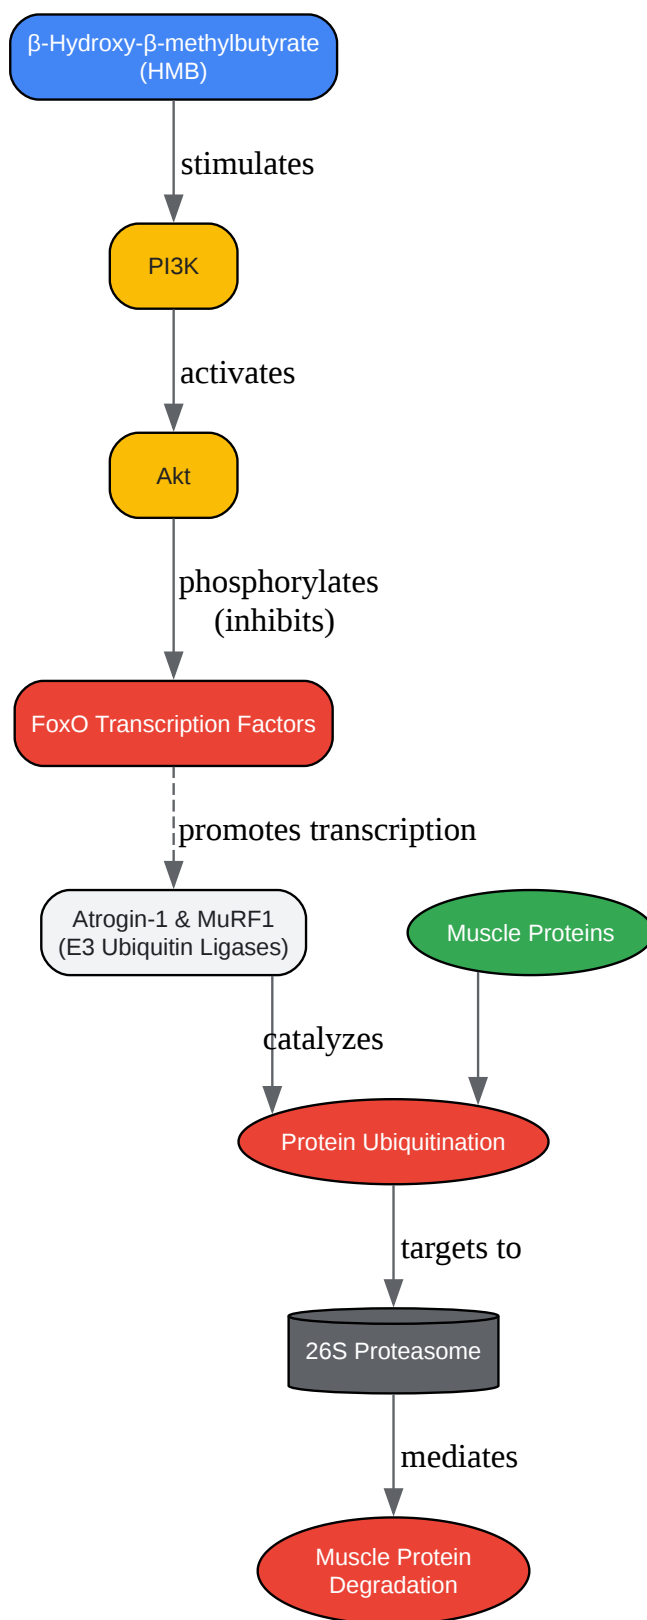 β-Hydroxy-β-methylbutyrate
(HMB)
stimulates
PI3K
activates
Akt
phosphorylates
(inhibits)
FoxO Transcription Factors
promotes transcription
Atrogin-1 & MuRF1
(E3 Ubiquitin Ligases)
Muscle Proteins
catalyzes
Protein Ubiquitination
targets to
26S Proteasome
mediates
Muscle Protein
Degradation